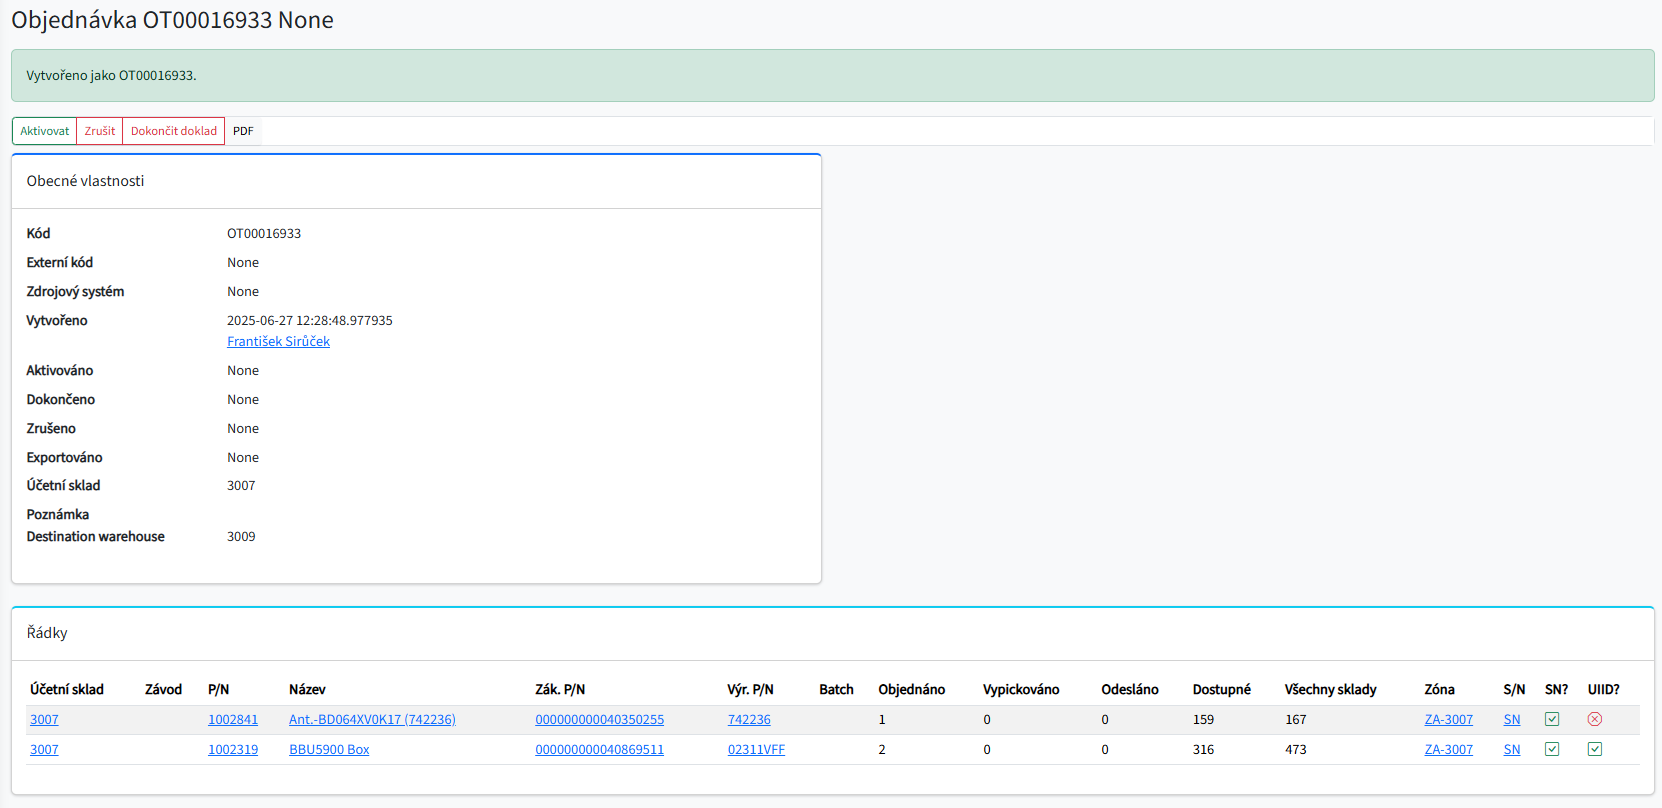 Objednávka OT00016933 None
Vytvořeno jako OT00016933.
Aktivovat Zrušit Dokončit doklad PDF
Obecné vlastnosti
Kód OT00016933
Externí kód None
Zdrojový systém None
Vytvořeno 2025-06-27 12:28:48.977935
František Sirůček
Aktivováno None
Dokončeno None
Zrušeno None
Exportováno None
Účetní sklad 3007
Poznámka
Destination warehouse 3009
Řádky
Účetní sklad Závod P/N Název Zák. P/N Výr. P/N Batch Objednáno Vypickováno Odesláno Dostupné Všechny sklady Zóna S/N SN? UIID?
3007 1002841 Ant.-BD064XV0K17 (742236) 000000000040350255 742236 1 0 0 159 167 ZA-3007 SN
3007 1002319 BBU5900 Box 000000000040869511 02311VFF 2 0 0 316 473 ZA-3007 SN